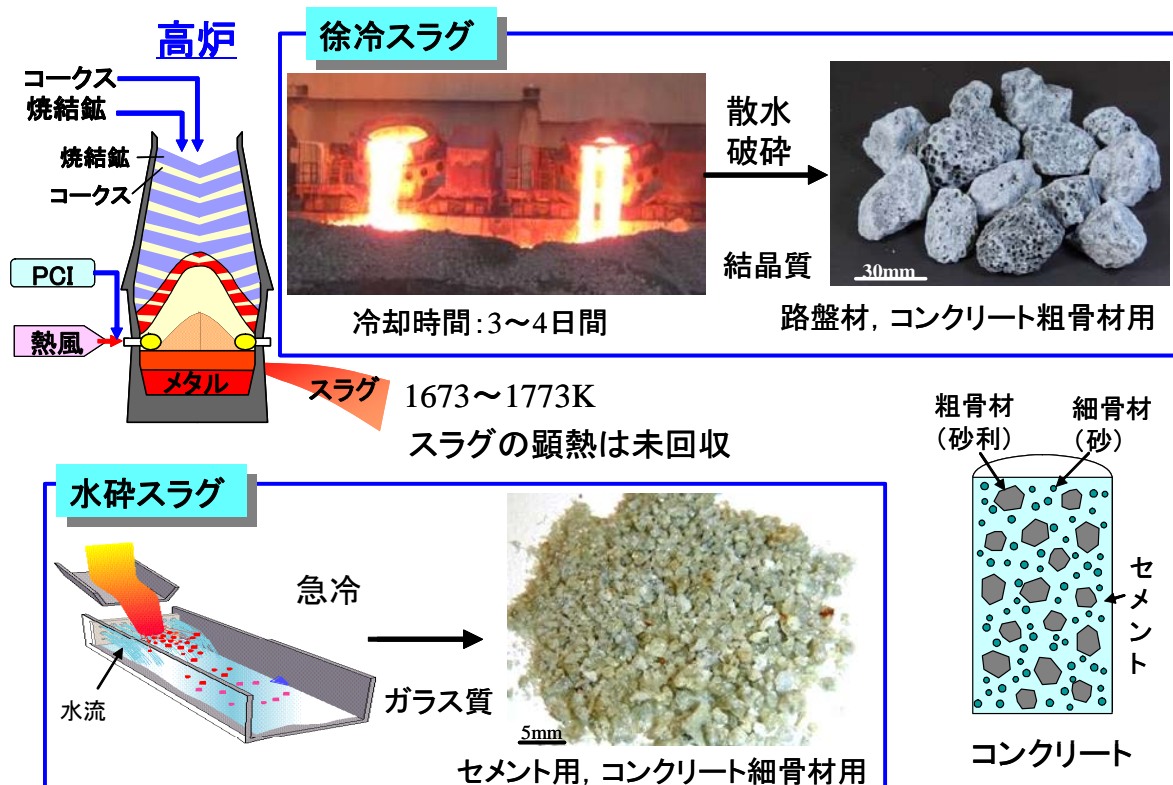 高炉
コークス
焼結鉱
焼結鉱
コークス
PCI
熱風
メタル
スラグ
1673～1773K
スラグの顕熱は未回収
徐冷スラグ
冷却時間：3～4日間
散水
破砕
結晶質
30mm
路盤材，コンクリート粗骨材用
水砕スラグ
水流
急冷
ガラス質
5mm
セメント用，コンクリート細骨材用
粗骨材
（砂利）
細骨材
（砂）
セメント
コンクリート